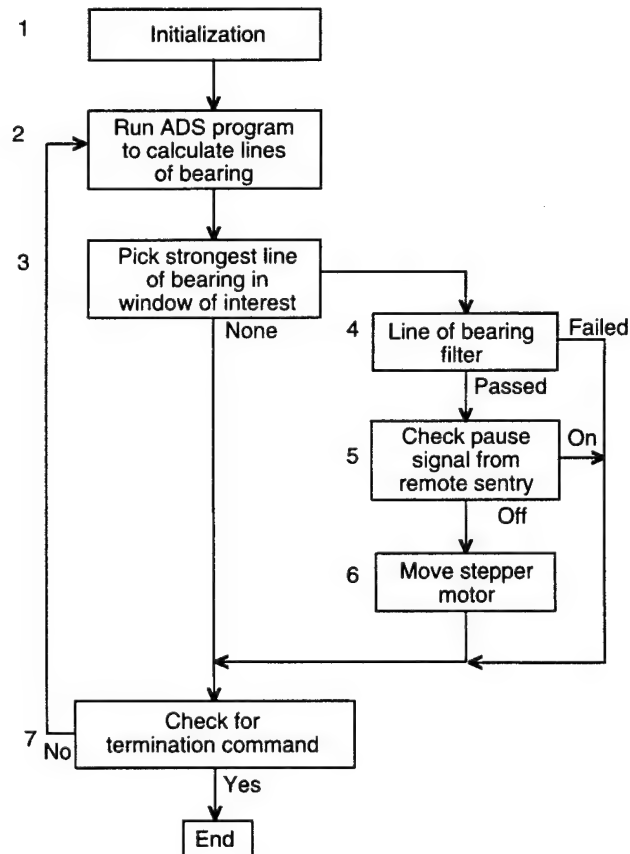 1
Initialization
2
Run ADS program
to calculate lines
of bearing
3
Pick strongest line
of bearing in
window of interest
None
4
Line of bearing
filter
Failed
Passed
5
Check pause
signal from
remote sentry
On
Off
6
Move stepper
motor
7
Check for
termination command
No
Yes
End